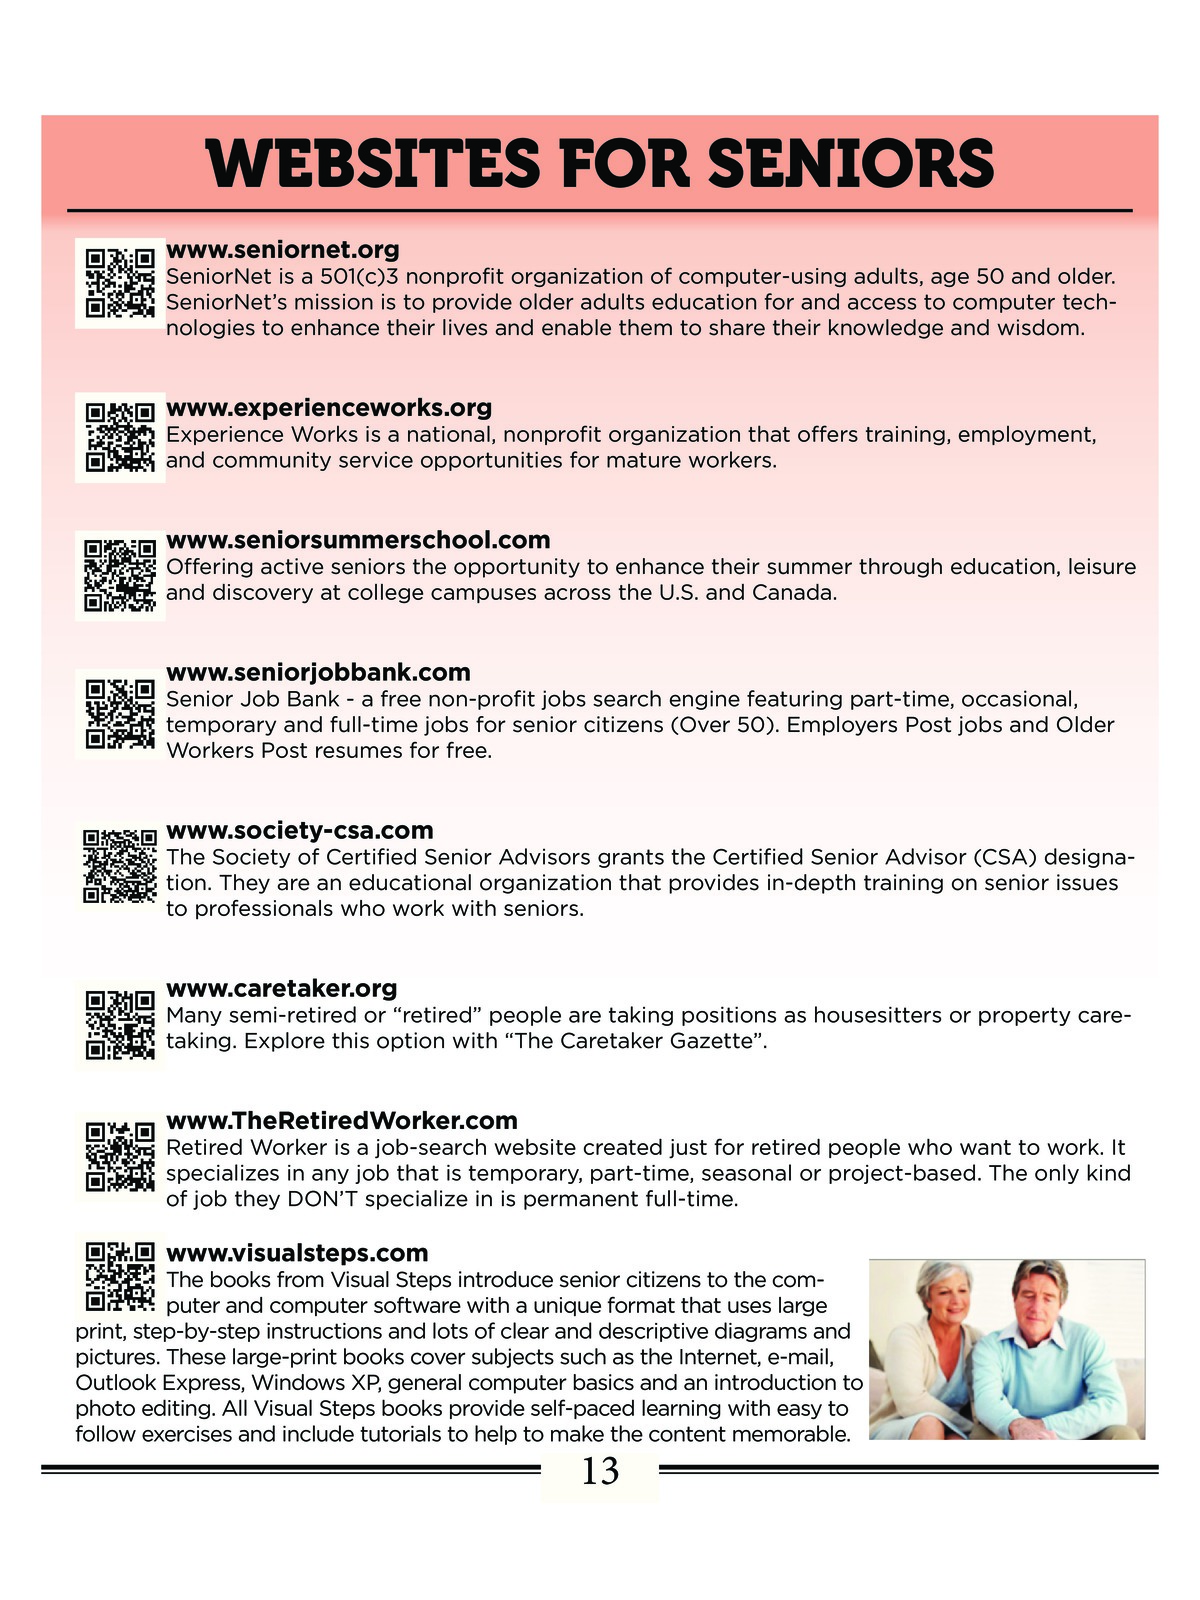 WEBSITES FOR SENIORS
www.seniornet.org
SeniorNet is a 501(c)3 nonprofit organization of computer-using adults, age 50 and older.
SeniorNet’s mission is to provide older adults education for and access to computer tech-
nologies to enhance their lives and enable them to share their knowledge and wisdom.
www.experienceworks.org
Experience Works is a national, nonprofit organization that offers training, employment,
and community service opportunities for mature workers.
www.seniorsummerschool.com
Offering active seniors the opportunity to enhance their summer through education, leisure
and discovery at college campuses across the U.S. and Canada.
www.seniorjobbank.com
Senior Job Bank - a free non-profit jobs search engine featuring part-time, occasional,
temporary and full-time jobs for senior citizens (Over 50). Employers Post jobs and Older
Workers Post resumes for free.
www.society-csa.com
The Society of Certified Senior Advisors grants the Certified Senior Advisor (CSA) designa-
tion. They are an educational organization that provides in-depth training on senior issues
to professionals who work with seniors.
www.caretaker.org
Many semi-retired or “retired” people are taking positions as housesitters or property care-
taking. Explore this option with “The Caretaker Gazette”.
www.TheRetiredWorker.com
Retired Worker is a job-search website created just for retired people who want to work. It
specializes in any job that is temporary, part-time, seasonal or project-based. The only kind
of job they DON’T specialize in is permanent full-time.
www.visualsteps.com
The books from Visual Steps introduce senior citizens to the com-
puter and computer software with a unique format that uses large
print, step-by-step instructions and lots of clear and descriptive diagrams and
pictures. These large-print books cover subjects such as the Internet, e-mail,
Outlook Express, Windows XP, general computer basics and an introduction to
photo editing. All Visual Steps books provide self-paced learning with easy to
follow exercises and include tutorials to help to make the content memorable.
13